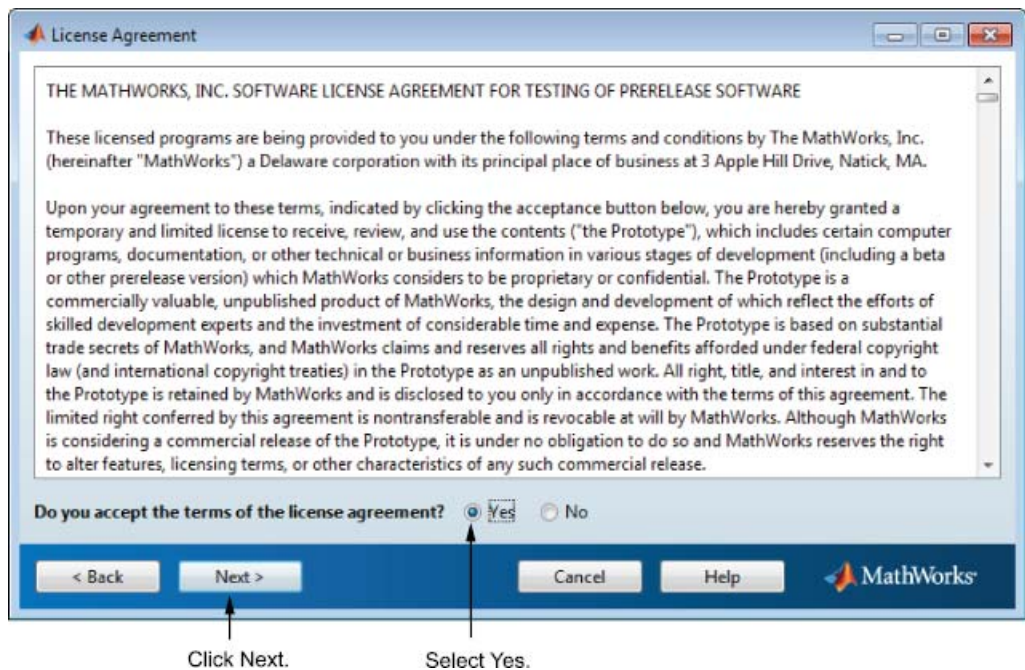 License Agreement
THE MATHWORKS, INC. SOFTWARE LICENSE AGREEMENT FOR TESTING OF PRERELEASE SOFTWARE
These licensed programs are being provided to you under the following terms and conditions by The MathWorks, Inc.
(hereinafter "MathWorks") a Delaware corporation with its principal place of business at 3 Apple Hill Drive, Natick, MA.
Upon your agreement to these terms, indicated by clicking the acceptance button below, you are hereby granted a
temporary and limited license to receive, review, and use the contents ("the Prototype"), which includes certain computer
programs, documentation, or other technical or business information in various stages of development (including a beta
or other prerelease version) which MathWorks considers to be proprietary or confidential. The Prototype is a
commercially valuable, unpublished product of MathWorks, the design and development of which reflect the efforts of
skilled development experts and the investment of considerable time and expense. The Prototype is based on substantial
trade secrets of MathWorks, and MathWorks claims and reserves all rights and benefits afforded under federal copyright
law (and international copyright treaties) in the Prototype as an unpublished work. All right, title, and interest in and to
the Prototype is retained by MathWorks and is disclosed to you only in accordance with the terms of this agreement. The
limited right conferred by this agreement is nontransferable and is revocable at will by MathWorks. Although MathWorks
is considering a commercial release of the Prototype, it is under no obligation to do so and MathWorks reserves the right
to alter features, licensing terms, or other characteristics of any such commercial release.
Do you accept the terms of the license agreement? Yes No
< Back Next > Cancel Help MathWorks
Click Next. Select Yes.